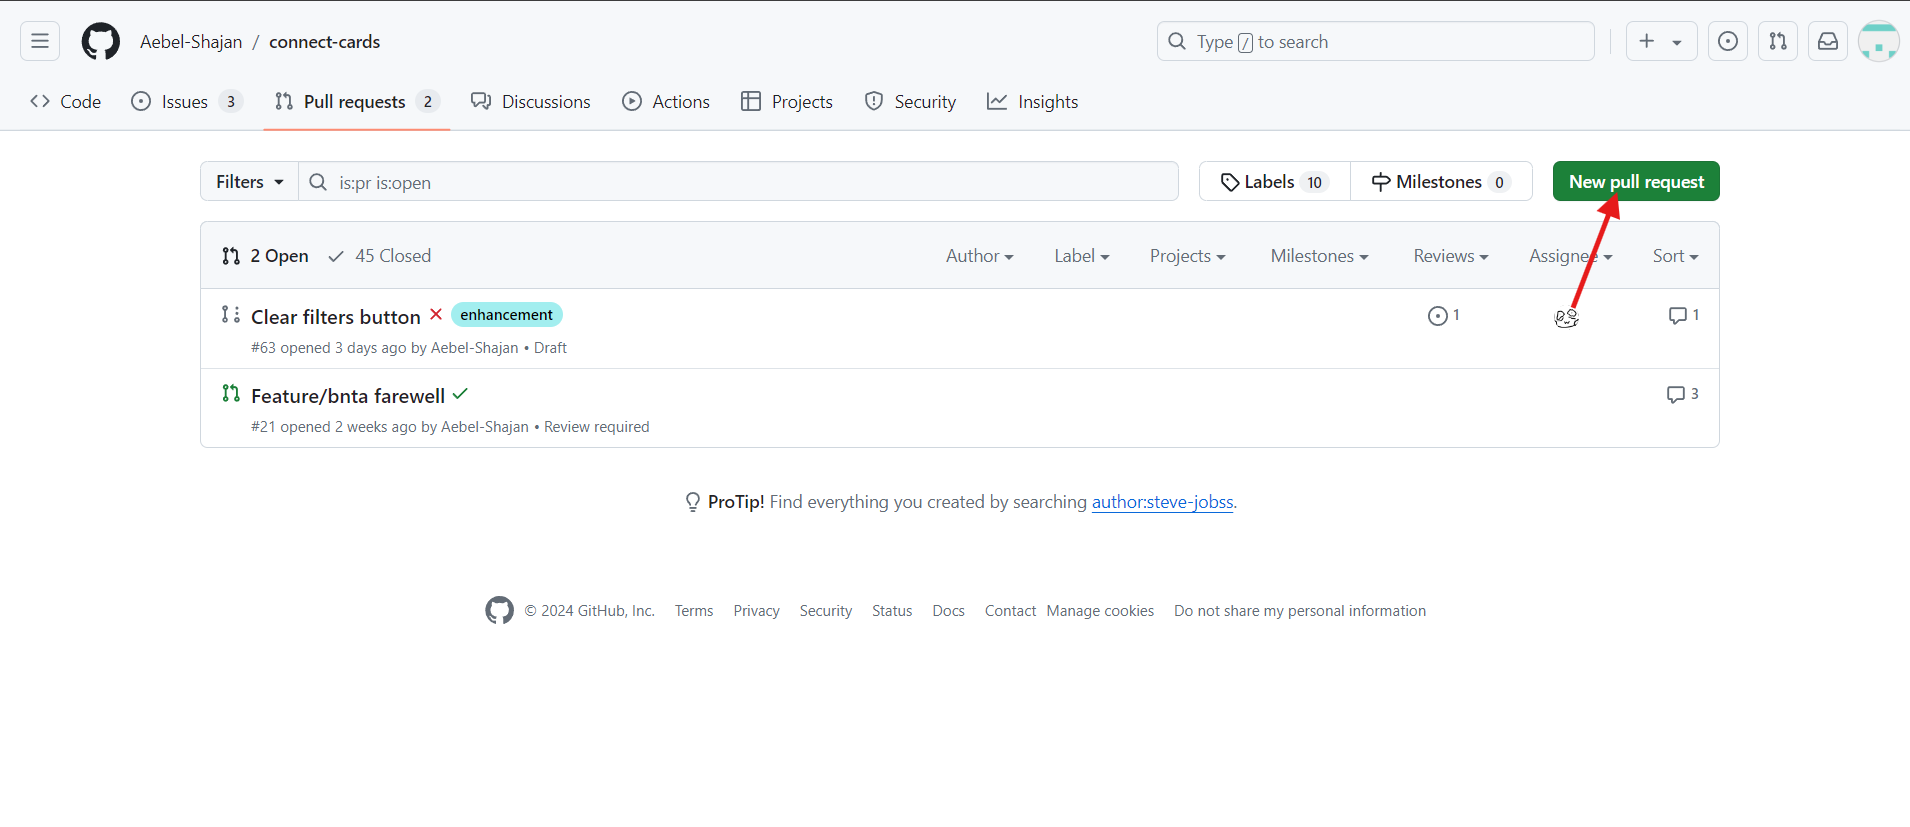 Aebel-Shajan / connect-cards
Type / to search
Code Issues 3 Pull requests 2 Discussions Actions Projects Security Insights
Filters is:pr is:open Labels 10 Milestones 0 New pull request
2 Open 45 Closed Author Label Projects Milestones Reviews Assignee Sort
Clear filters button enhancement 1 1
#63 opened 3 days ago by Aebel-Shajan • Draft
Feature/bnta farewell 3
#21 opened 2 weeks ago by Aebel-Shajan • Review required
ProTip! Find everything you created by searching author:steve-jobss.
© 2024 GitHub, Inc. Terms Privacy Security Status Docs Contact Manage cookies Do not share my personal information